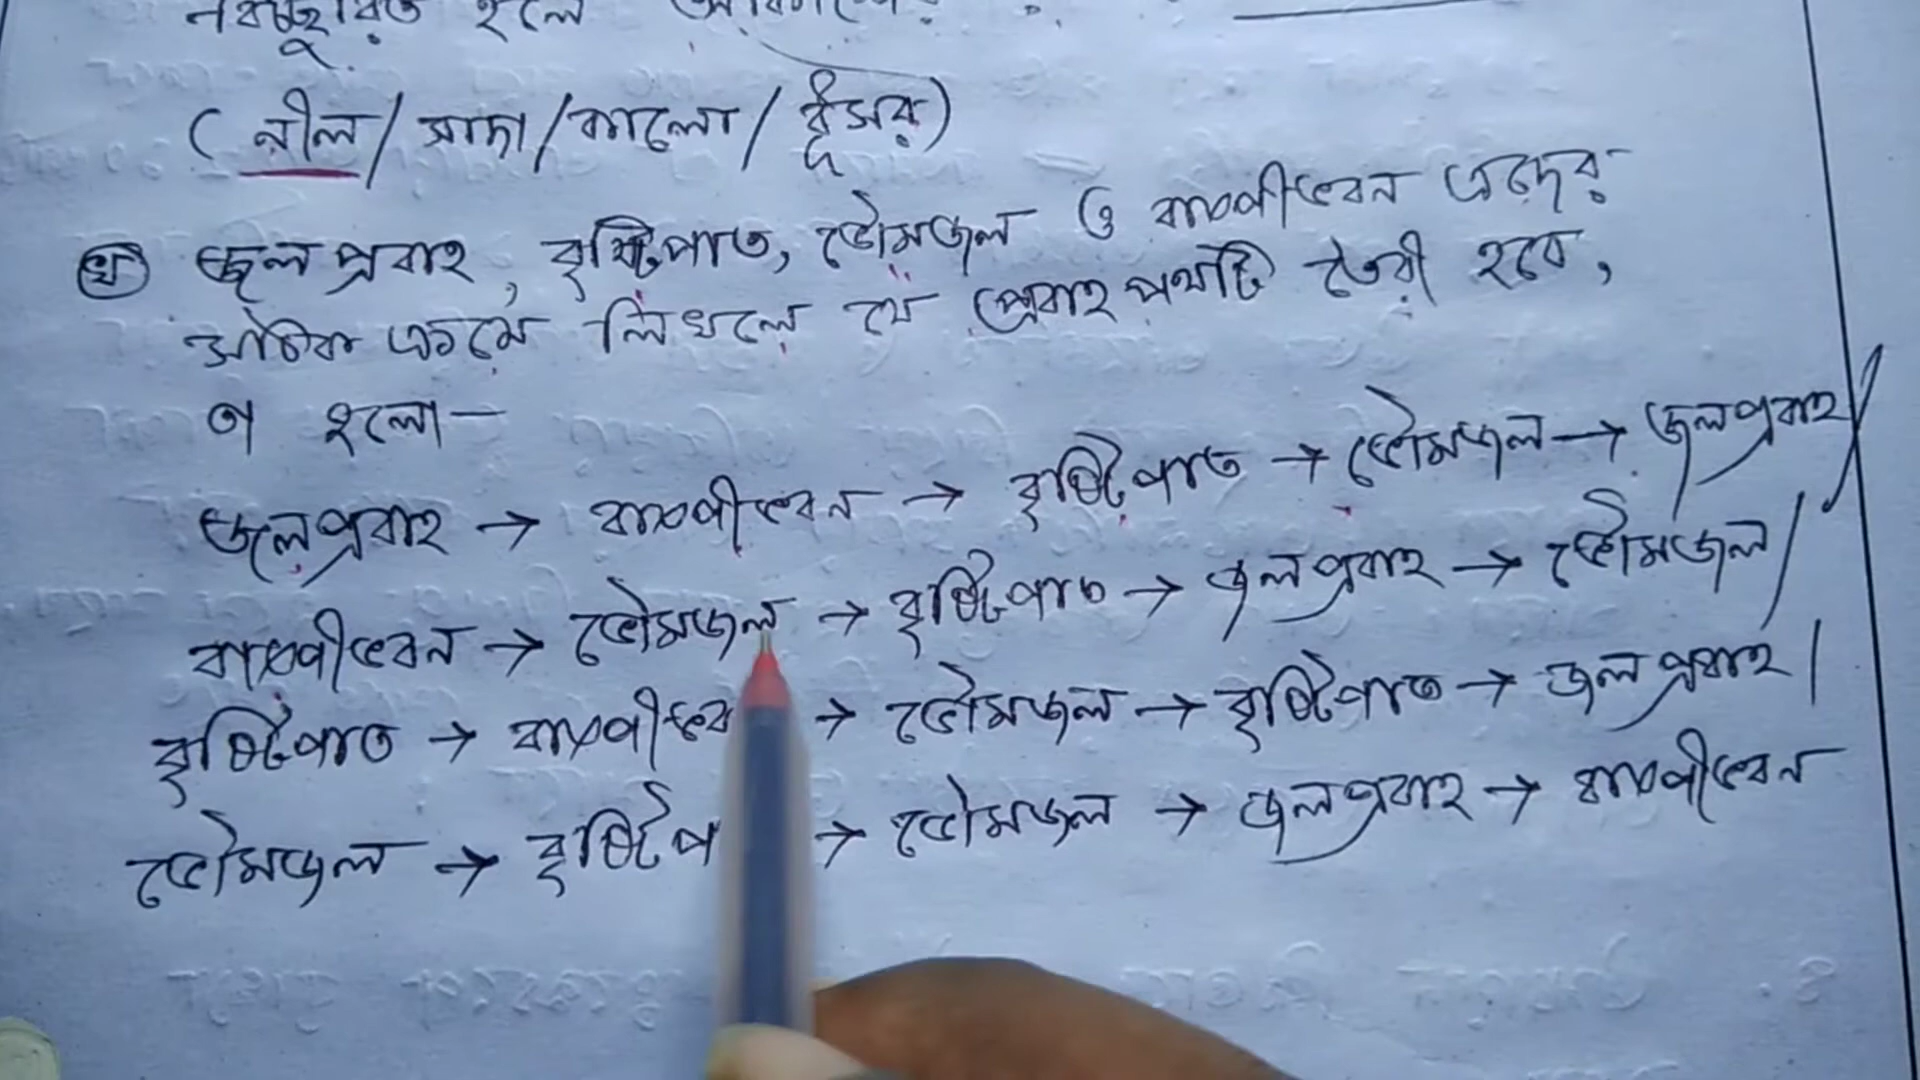 হলে
( নীল/ সাদা/কালো/ ধূসর)
(খ) জলপ্রবাহ, বৃষ্টিপাত, ভৌমজল ও বাষ্পীভবন এদের
সঠিক ক্রমে লিখলে যে প্রবাহ পথটি তৈরী হবে,
তা হলো—
জলপ্রবাহ → বাষ্পীভবন → বৃষ্টিপাত → ভৌমজল → জলপ্রবাহ/
বাষ্পীভবন → ভৌমজল → বৃষ্টিপাত → জলপ্রবাহ → ভৌমজল/
বৃষ্টিপাত → → ভৌমজল → বৃষ্টিপাত → জলপ্রবাহ/
ভৌমজল → → ভৌমজল → জলপ্রবাহ → বাষ্পীভবন